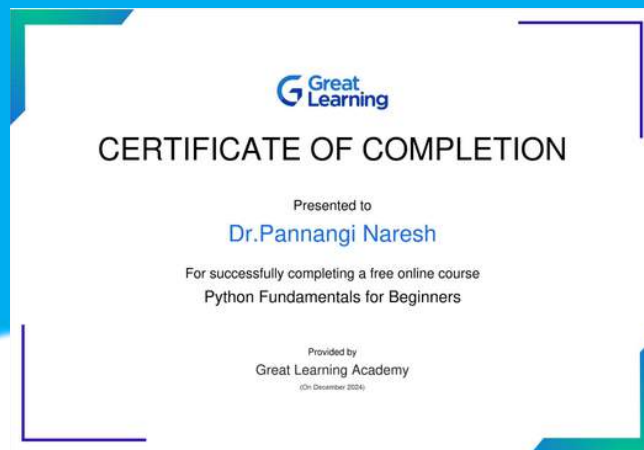 Great
Learning
CERTIFICATE OF COMPLETION
Presented to
Dr.Pannangi Naresh
For successfully completing a free online course
Python Fundamentals for Beginners
Provided by
Great Learning Academy
(On December 2024)